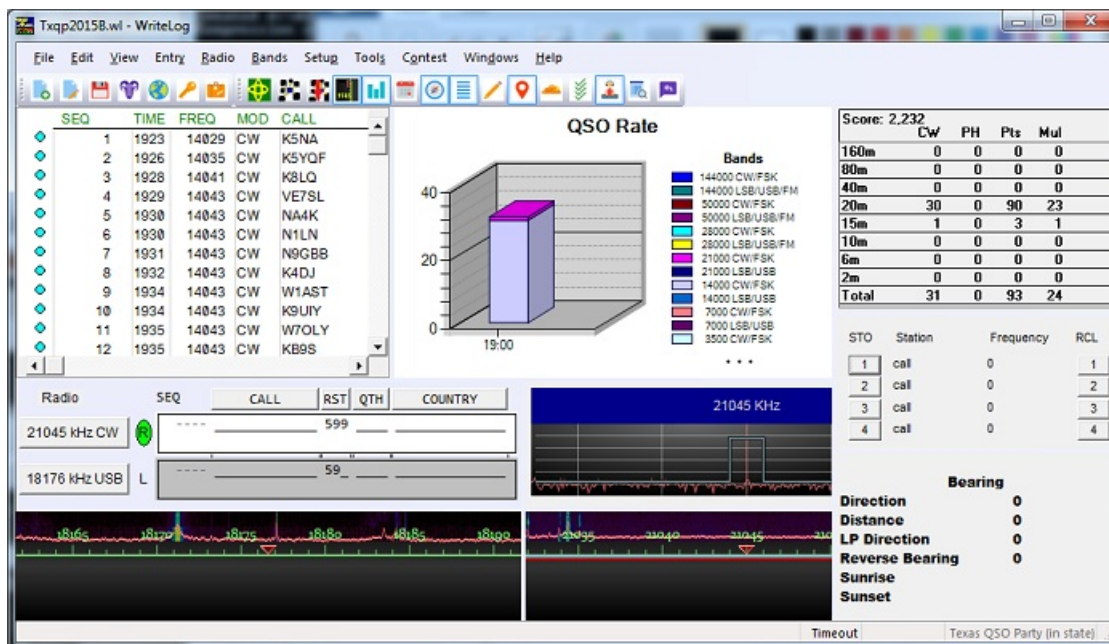 Txqp2015B.wl - WriteLog
File Edit View Entry Radio Bands Setup Tools Contest Windows Help
SEQ TIME FREQ MOD CALL
1 1923 14029 CW K5NA
2 1926 14035 CW K5YQF
3 1928 14041 CW K8LQ
4 1929 14043 CW VE7SL
5 1930 14043 CW NA4K
6 1930 14043 CW N1LN
7 1931 14043 CW N9GBB
8 1932 14043 CW K4DJ
9 1934 14043 CW W1AST
10 1934 14043 CW K9UIY
11 1935 14043 CW W7OLY
12 1935 14043 CW KB9S
QSO Rate
40
20
0
19:00
Bands
144000 CW/FSK
144000 LSB/USB/FM
50000 CW/FSK
50000 LSB/USB/FM
28000 CW/FSK
28000 LSB/USB/FM
21000 CW/FSK
21000 LSB/USB
14000 CW/FSK
14000 LSB/USB
7000 CW/FSK
7000 LSB/USB
3500 CW/FSK
• • •
Score: 2,232
CW PH Pts Mul
160m 0 0 0 0
80m 0 0 0 0
40m 0 0 0 0
20m 30 0 90 23
15m 1 0 3 1
10m 0 0 0 0
6m 0 0 0 0
2m 0 0 0 0
Total 31 0 93 24
STO Station Frequency RCL
1 call 0 1
2 call 0 2
3 call 0 3
4 call 0 4
Radio SEQ CALL RST QTH COUNTRY
21045 kHz CW R ---- 599
18176 kHz USB L ---- 59_
21045 KHz
Bearing
Direction 0
Distance 0
LP Direction 0
Reverse Bearing 0
Sunrise
Sunset
18165 18170 18175 18180 18185 18190
21035 21040 21045
Timeout Texas QSO Party (in state)